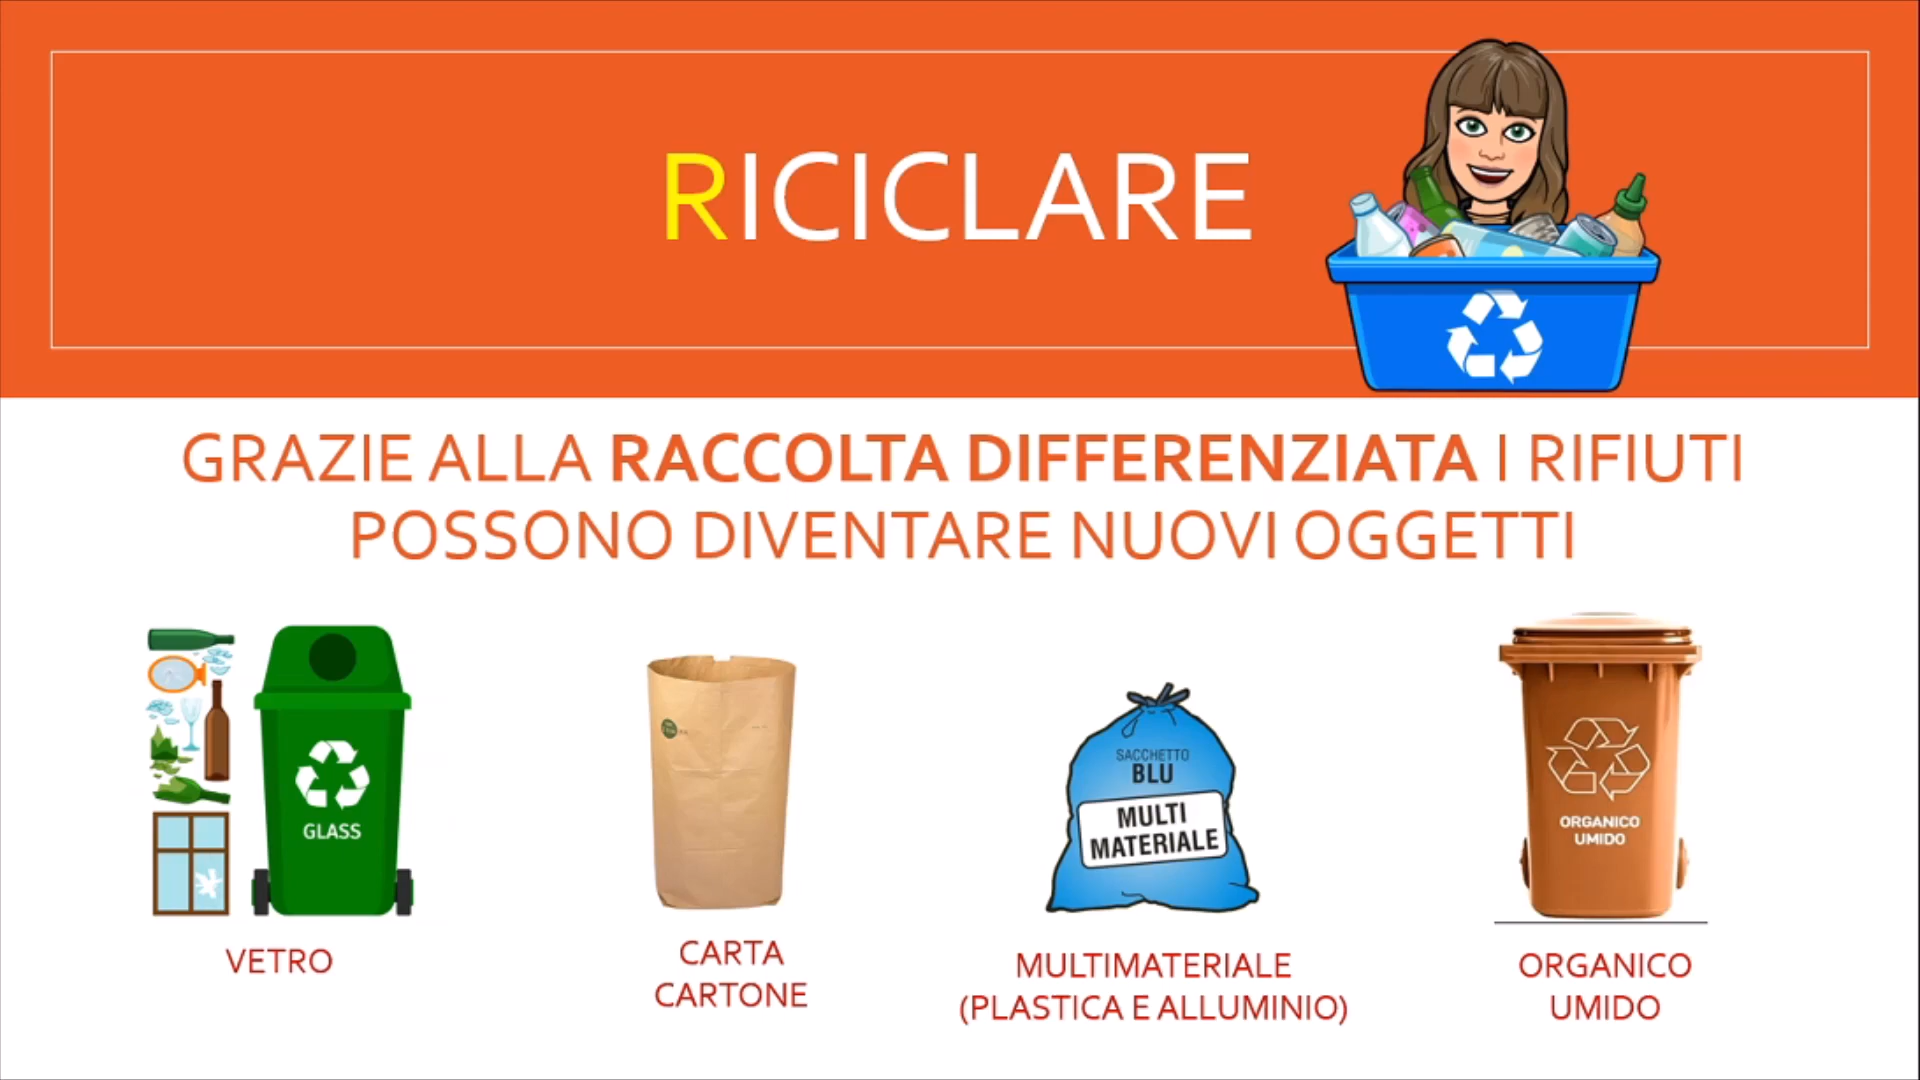 RICICLARE
GRAZIE ALLA RACCOLTA DIFFERENZIATA I RIFIUTI
POSSONO DIVENTARE NUOVI OGGETTI
GLASS
SACCHETTO
BLU
MULTI
MATERIALE
ORGANICO
UMIDO
VETRO
CARTA
CARTONE
MULTIMATERIALE
(PLASTICA E ALLUMINIO)
ORGANICO
UMIDO